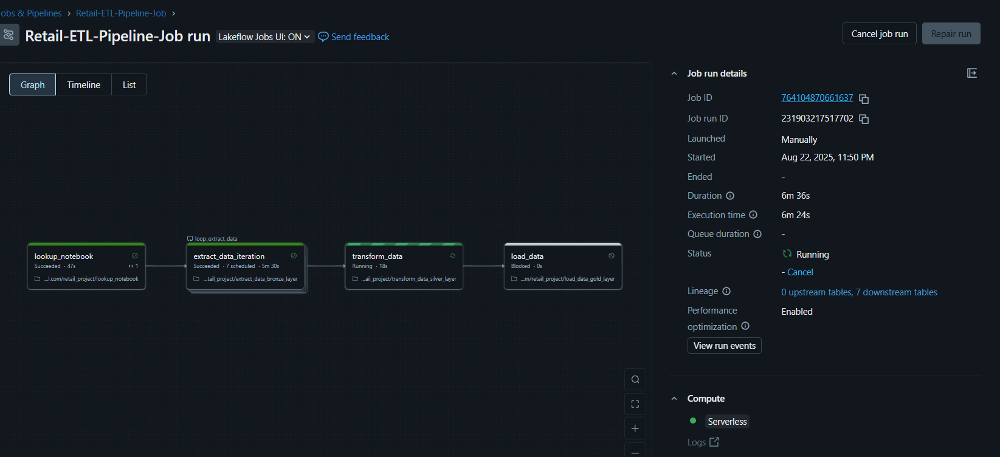 obs & Pipelines › Retail-ETL-Pipeline-Job ›
Retail-ETL-Pipeline-Job run Lakeflow Jobs UI: ON Send feedback
Cancel job run Repair run
Graph Timeline List
loop_extract_data
lookup_notebook
Succeeded · 47s 1
...l.com/retail_project/lookup_notebook
extract_data_iteration
Succeeded · 7 scheduled · 5m 30s
...tail_project/extract_data_bronze_layer
transform_data
Running · 18s
...ail_project/transform_data_silver_layer
load_data
Blocked · 0s
...m/retail_project/load_data_gold_layer
Job run details
Job ID 764104870661637
Job run ID 231903217517702
Launched Manually
Started Aug 22, 2025, 11:50 PM
Ended -
Duration 6m 36s
Execution time 6m 24s
Queue duration -
Status Running
- Cancel
Lineage 0 upstream tables, 7 downstream tables
Performance optimization Enabled
View run events
Compute
Serverless
Logs